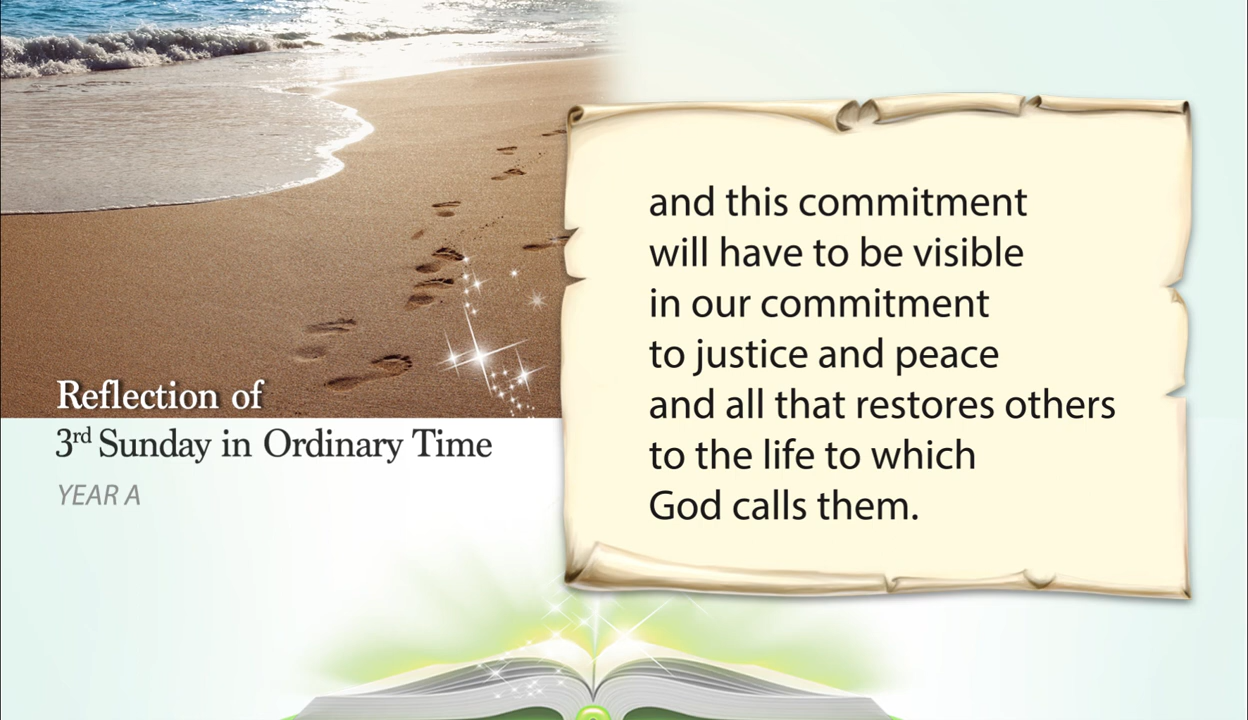 Reflection of
3rd Sunday in Ordinary Time
YEAR A
and this commitment
will have to be visible
in our commitment
to justice and peace
and all that restores others
to the life to which
God calls them.